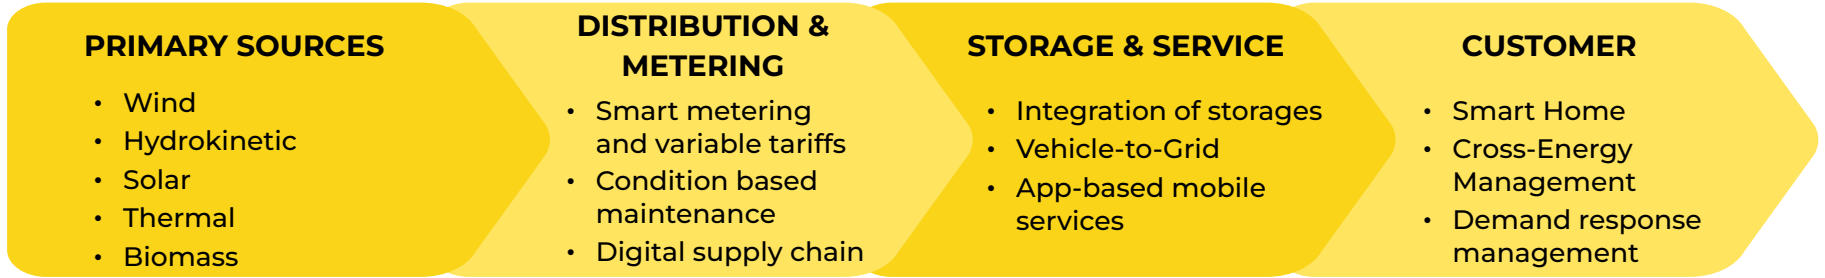 PRIMARY SOURCES
• Wind
• Hydrokinetic
• Solar
• Thermal
• Biomass
DISTRIBUTION &
METERING
• Smart metering
and variable tariffs
• Condition based
maintenance
• Digital supply chain
STORAGE & SERVICE
• Integration of storages
• Vehicle-to-Grid
• App-based mobile
services
CUSTOMER
• Smart Home
• Cross-Energy
Management
• Demand response
management